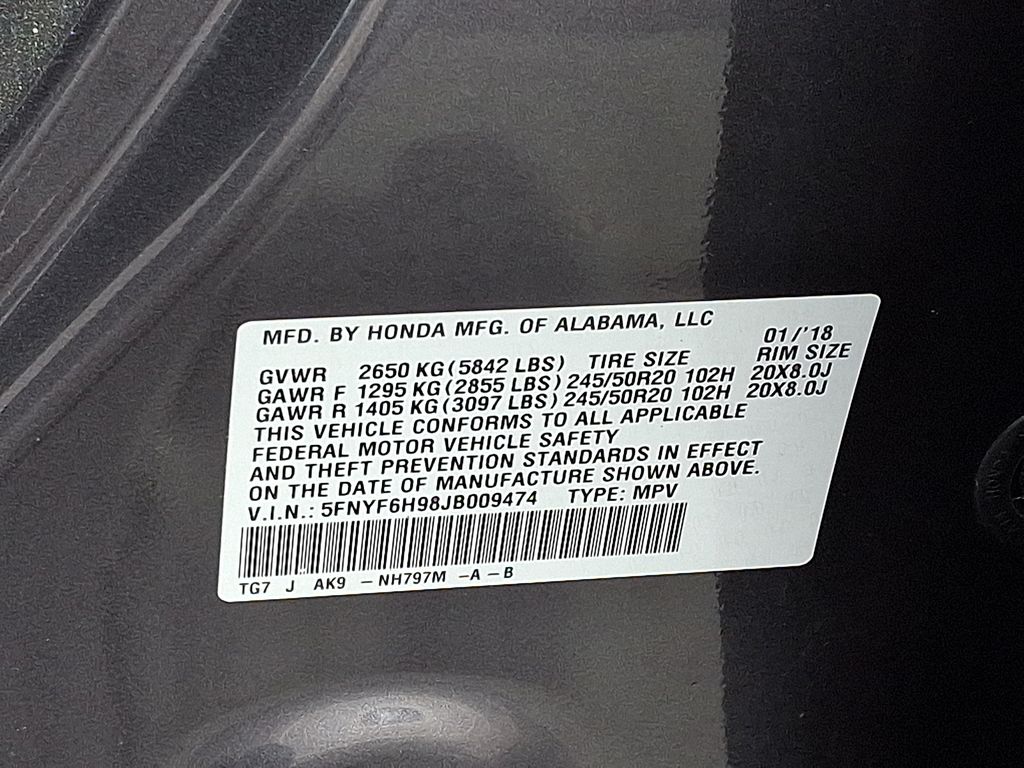 MFD. BY HONDA MFG. OF ALABAMA, LLC
01/'18
GVWR 2650 KG (5842 LBS) TIRE SIZE RIM SIZE
GAWR F 1295 KG (2855 LBS) 245/50R20 102H 20X8.0J
GAWR R 1405 KG (3097 LBS) 245/50R20 102H 20X8.0J
THIS VEHICLE CONFORMS TO ALL APPLICABLE
FEDERAL MOTOR VEHICLE SAFETY
AND THEFT PREVENTION STANDARDS IN EFFECT
ON THE DATE OF MANUFACTURE SHOWN ABOVE.
V.I.N.: 5FNYF6H98JB009474 TYPE: MPV
TG7 J AK9 -NH797M -A -B